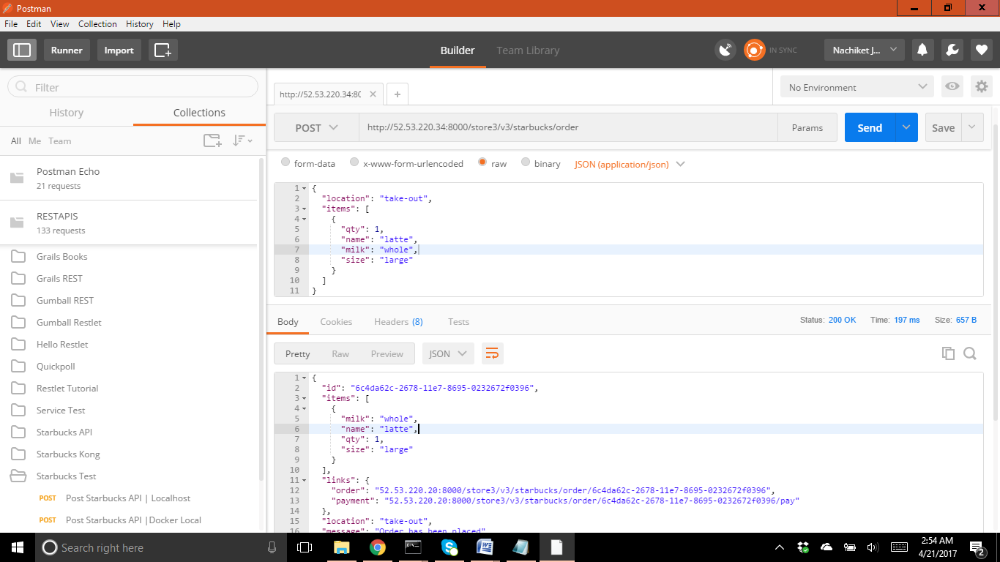 Postman
File Edit View Collection History Help
Runner Import Builder Team Library IN SYNC Nachiket J...
Filter
History Collections
All Me Team
Postman Echo
21 requests
RESTAPIS
133 requests
Grails Books
Grails REST
Gumball REST
Gumball Restlet
Hello Restlet
Quickpoll
Restlet Tutorial
Service Test
Starbucks API
Starbucks Kong
Starbucks Test
POST Post Starbucks API | Localhost
POST Post Starbucks API |Docker Local
http://52.53.220.34:80 × + No Environment
POST http://52.53.220.34:8000/store3/v3/starbucks/order Params Send Save
form-data x-www-form-urlencoded raw binary JSON (application/json)
1 {
2 "location": "take-out",
3 "items": [
4 {
5 "qty": 1,
6 "name": "latte",
7 "milk": "whole",
8 "size": "large"
9 }
10 ]
11 }
Body Cookies Headers (8) Tests Status: 200 OK Time: 197 ms Size: 657 B
Pretty Raw Preview JSON
1 {
2 "id": "6c4da62c-2678-11e7-8695-0232672f0396",
3 "items": [
4 {
5 "milk": "whole",
6 "name": "latte",
7 "qty": 1,
8 "size": "large"
9 }
10 ],
11 "links": {
12 "order": "52.53.220.20:8000/store3/v3/starbucks/order/6c4da62c-2678-11e7-8695-0232672f0396",
13 "payment": "52.53.220.20:8000/store3/v3/starbucks/order/6c4da62c-2678-11e7-8695-0232672f0396/pay"
14 },
15 "location": "take-out",
16 "message": "Order has been placed"
Search right here
2:54 AM
4/21/2017
2